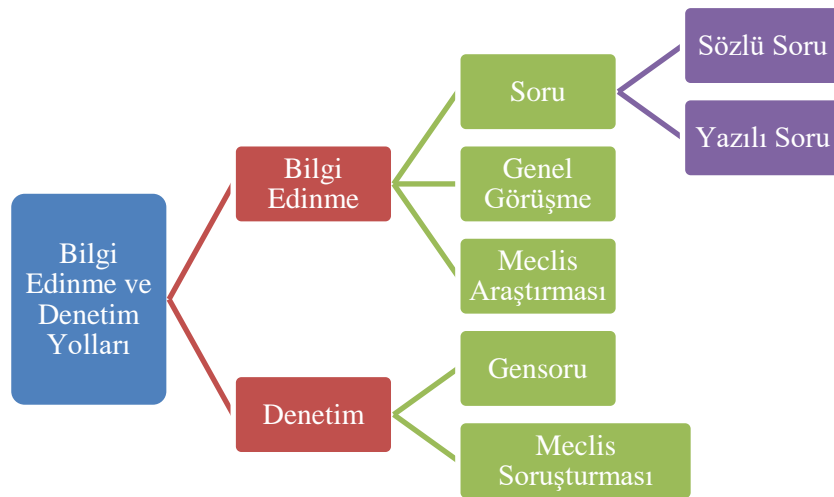 Bilgi
Edinme ve
Denetim
Yolları
Bilgi
Edinme
Soru
Sözlü Soru
Yazılı Soru
Genel
Görüşme
Meclis
Araştırması
Denetim
Gensoru
Meclis
Soruşturması